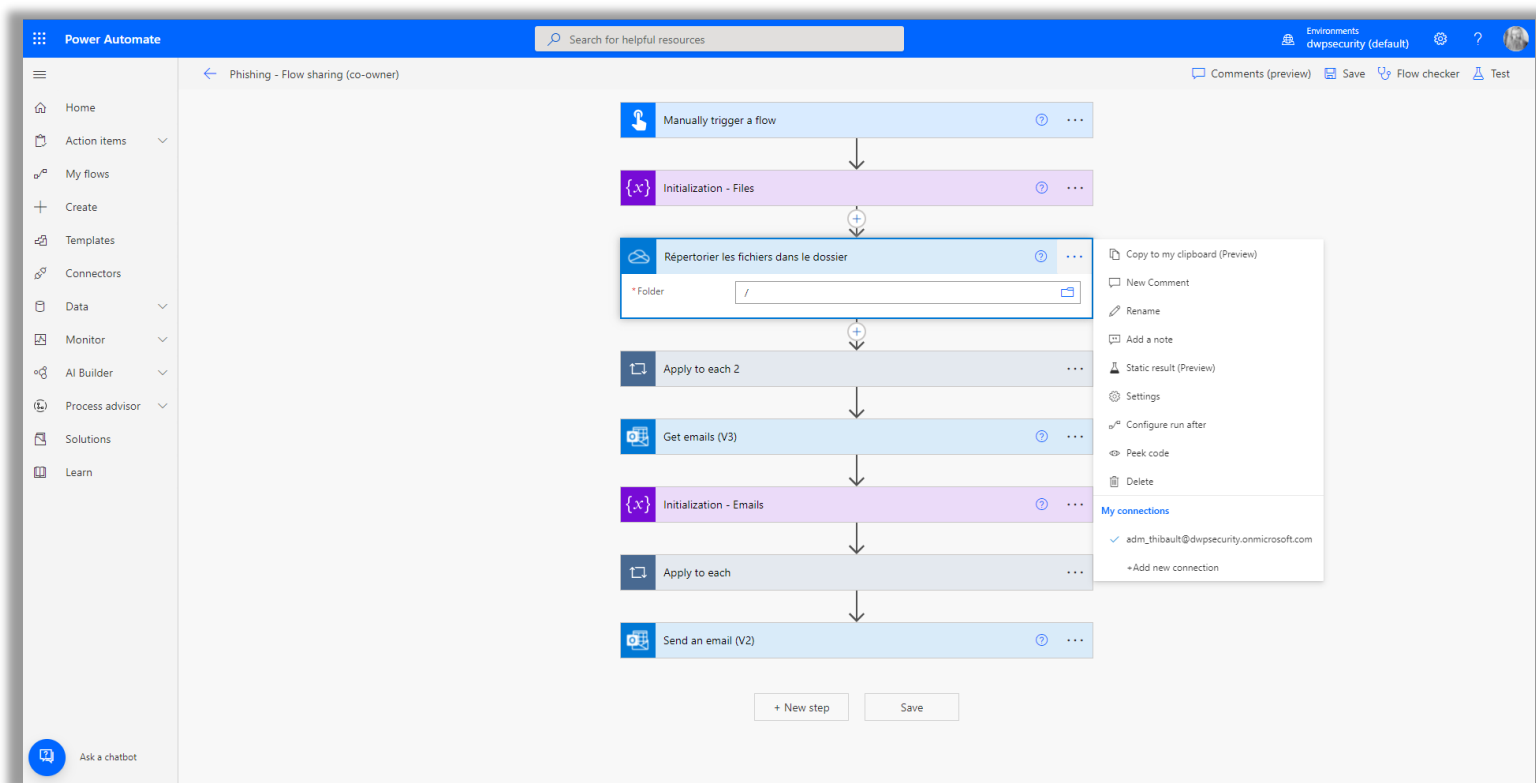 Power Automate
Search for helpful resources
Environments
dwpsecurity (default)
?
Phishing - Flow sharing (co-owner)
Comments (preview)
Save
Flow checker
Test
Home
Action items
My flows
Create
Templates
Connectors
Data
Monitor
AI Builder
Process advisor
Solutions
Learn
Ask a chatbot
Manually trigger a flow
{x} Initialization - Files
Répertorier les fichiers dans le dossier
*Folder
/
Apply to each 2
Get emails (V3)
{x} Initialization - Emails
Apply to each
Send an email (V2)
+ New step
Save
Copy to my clipboard (Preview)
New Comment
Rename
Add a note
Static result (Preview)
Settings
Configure run after
Peek code
Delete
My connections
adm_thibault@dwpsecurity.onmicrosoft.com
+Add new connection